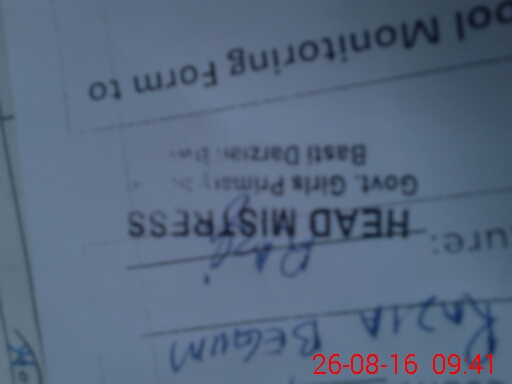 RAZIA BEGUM
ure:
HEAD MISTRESS
Govt. Girls Primary
Basti Darzian
ool Monitoring Form to
26-08-16 09:41